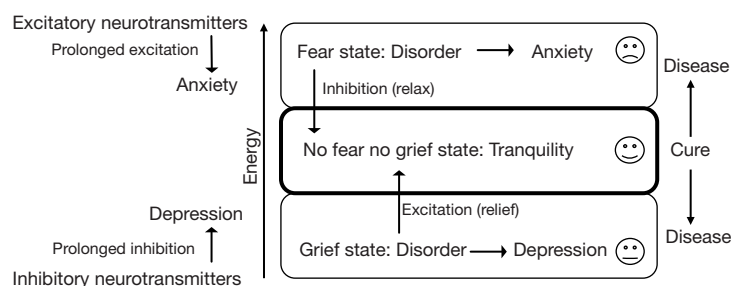 Excitatory neurotransmitters
Prolonged excitation
Anxiety
Energy
Fear state: Disorder Anxiety
Inhibition (relax)
No fear no grief state: Tranquility
Excitation (relief)
Grief state: Disorder Depression
Disease
Cure
Disease
Depression
Prolonged inhibition
Inhibitory neurotransmitters